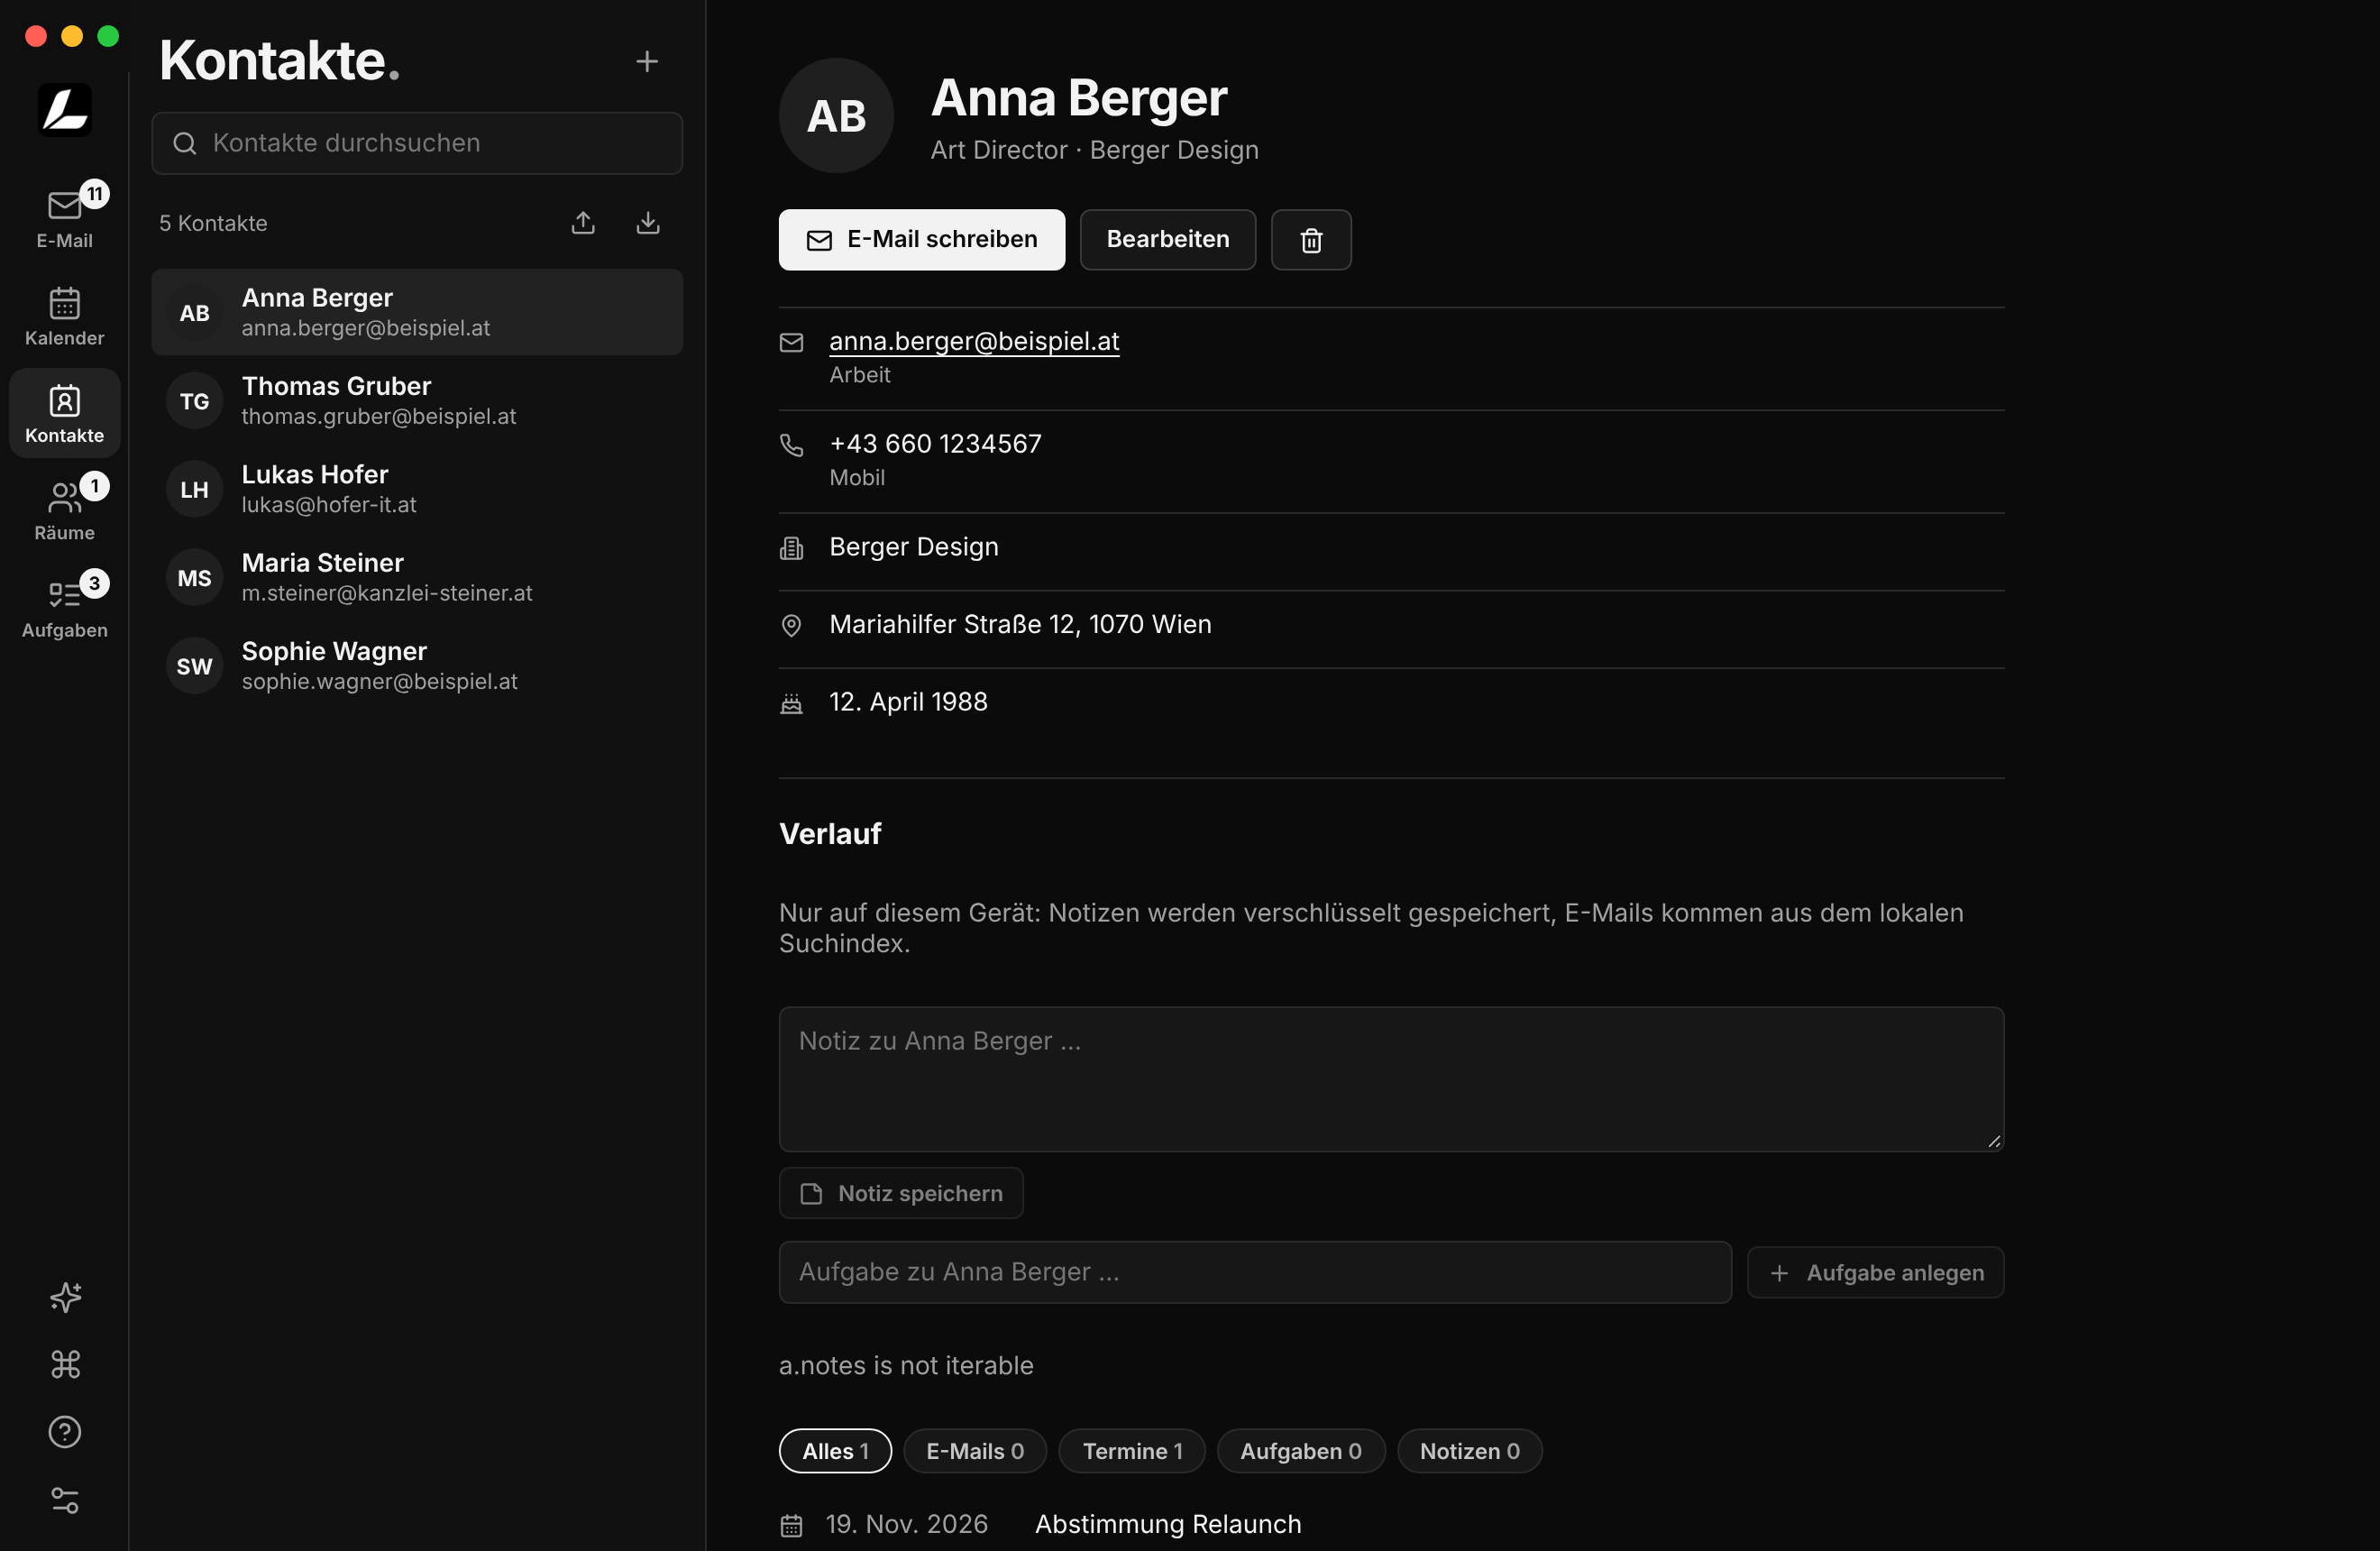 Kontakte.
Kontakte durchsuchen
5 Kontakte
11
E-Mail
Kalender
Kontakte
1
Räume
3
Aufgaben
AB
Anna Berger
anna.berger@beispiel.at
TG
Thomas Gruber
thomas.gruber@beispiel.at
LH
Lukas Hofer
lukas@hofer-it.at
MS
Maria Steiner
m.steiner@kanzlei-steiner.at
SW
Sophie Wagner
sophie.wagner@beispiel.at
AB
Anna Berger
Art Director · Berger Design
E-Mail schreiben
Bearbeiten
anna.berger@beispiel.at
Arbeit
+43 660 1234567
Mobil
Berger Design
Mariahilfer Straße 12, 1070 Wien
12. April 1988
Verlauf
Nur auf diesem Gerät: Notizen werden verschlüsselt gespeichert, E-Mails kommen aus dem lokalen
Suchindex.
Notiz zu Anna Berger ...
Notiz speichern
Aufgabe zu Anna Berger ...
Aufgabe anlegen
a.notes is not iterable
Alles 1
E-Mails 0
Termine 1
Aufgaben 0
Notizen 0
19. Nov. 2026 Abstimmung Relaunch